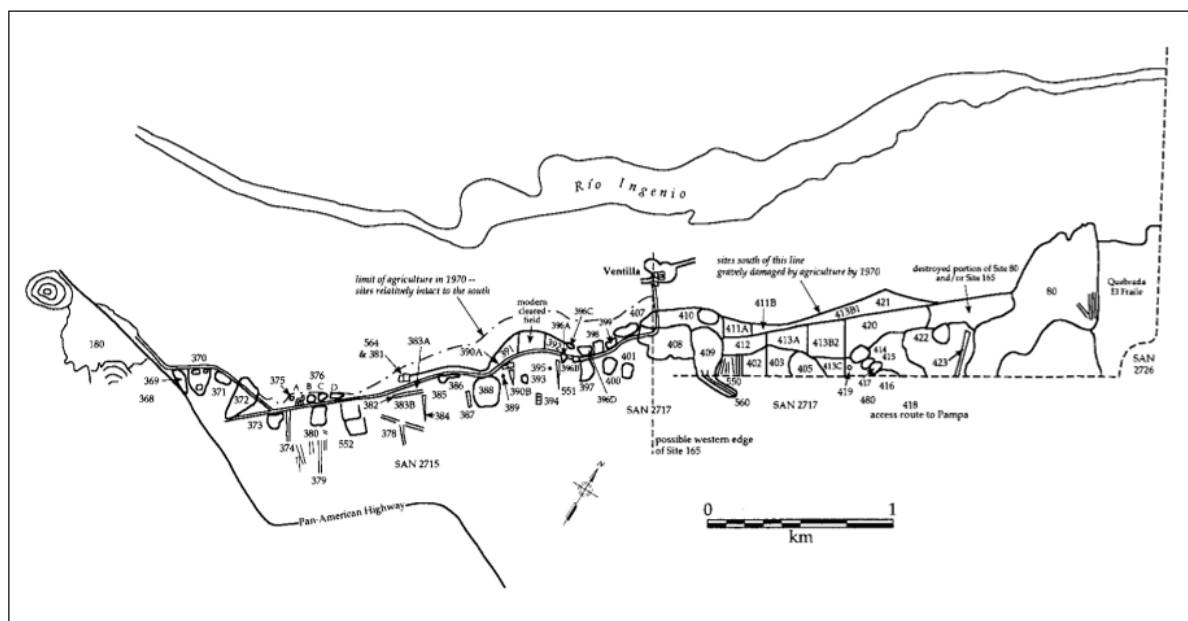 Río Ingenio
Ventilla
sites south of this line
gravely damaged by agriculture by 1970
destroyed portion of Site 80
and/or Site 165
80
Quebrada
El Fraile
SAN
2726
limit of agriculture in 1970 --
sites relatively intact to the south
modern
cleared
field
180
370
369
368
371
372
373
375
376
A B C D
374
380
379
552
382
564
& 381
383A
383B
378
384
385
386
387
388
389
390A
390B
391
392
393
394
395
396A
396B
396C
396D
397
398
399
400
401
551
407
408
409
410
411A
411B
412
402
403
405
550
560
413A
413B1
413B2
413C
421
420
422
423
414
415
416
417
419
480
418
access route to Pampa
SAN 2715
SAN 2717
SAN 2717
possible western edge
of Site 165
N
Pan-American Highway
0 1
km